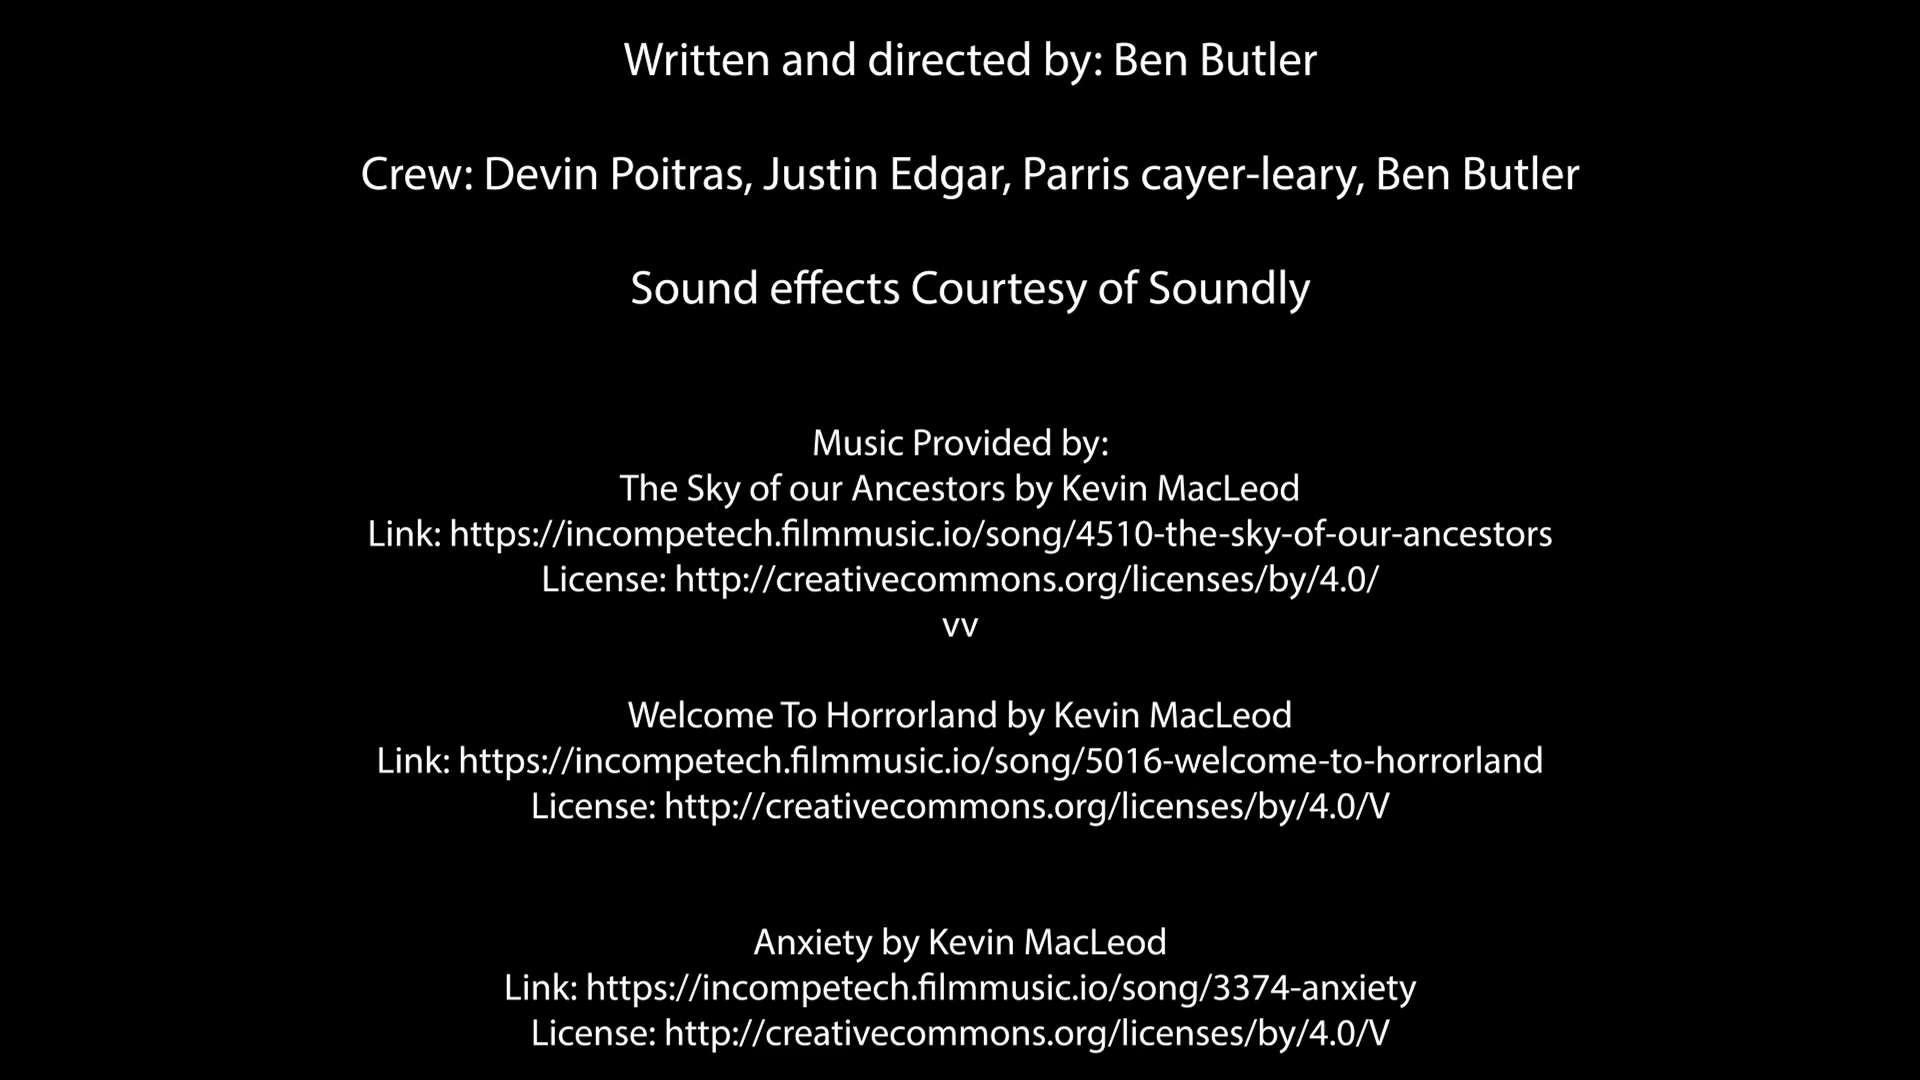 Written and directed by: Ben Butler
Crew: Devin Poitras, Justin Edgar, Parris cayer-leary, Ben Butler
Sound effects Courtesy of Soundly
Music Provided by:
The Sky of our Ancestors by Kevin MacLeod
Link: https://incompetech.filmmusic.io/song/4510-the-sky-of-our-ancestors
License: http://creativecommons.org/licenses/by/4.0/
vv
Welcome To Horrorland by Kevin MacLeod
Link: https://incompetech.filmmusic.io/song/5016-welcome-to-horrorland
License: http://creativecommons.org/licenses/by/4.0/V
Anxiety by Kevin MacLeod
Link: https://incompetech.filmmusic.io/song/3374-anxiety
License: http://creativecommons.org/licenses/by/4.0/V